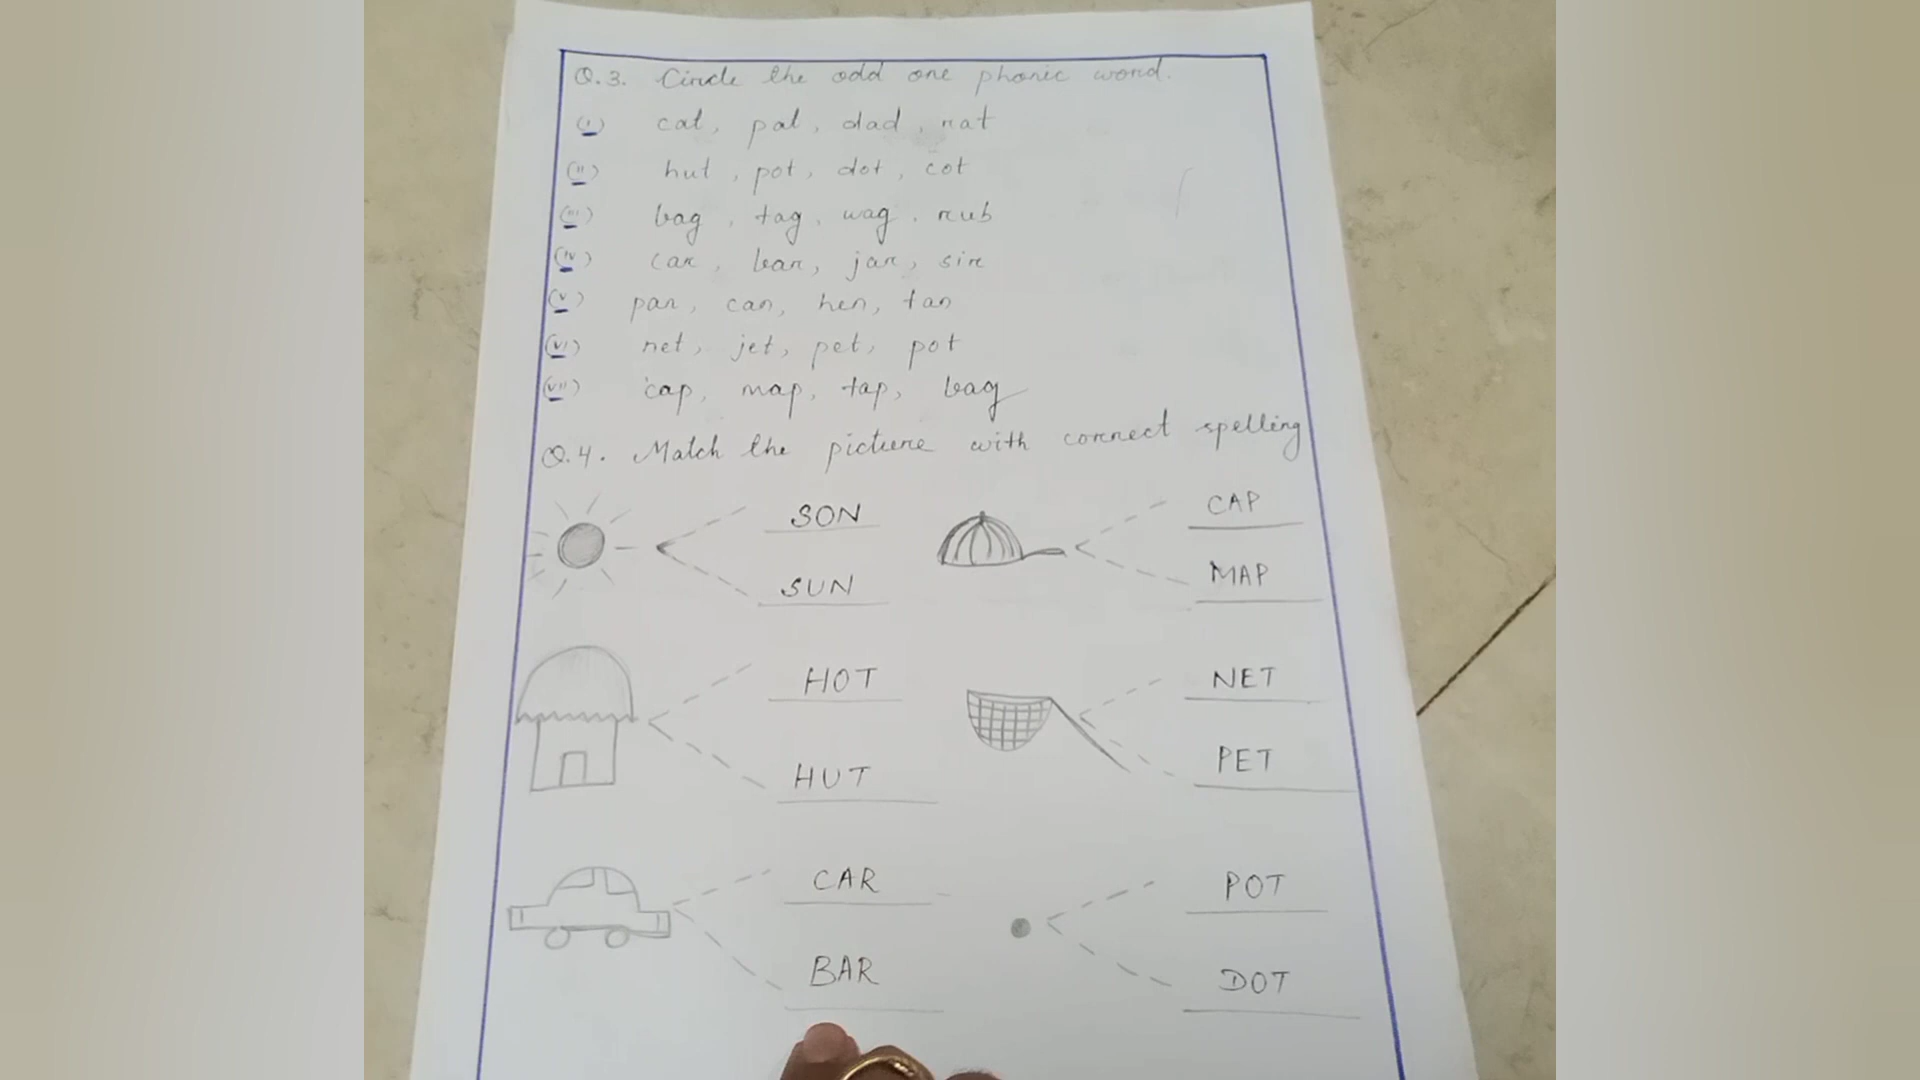 Q.3. Circle the odd one phonic word.
(i) cat, pat, dad, rat
(ii) hut, pot, dot, cot
(iii) bag, tag, wag, rub
(iv) car, bar, jar, sir
(v) pan, can, hen, tan
(vi) net, jet, pet, pot
(vii) cap, map, tap, bag
Q.4. Match the picture with correct spelling
SON CAP
SUN MAP
HOT NET
HUT PET
CAR POT
BAR DOT